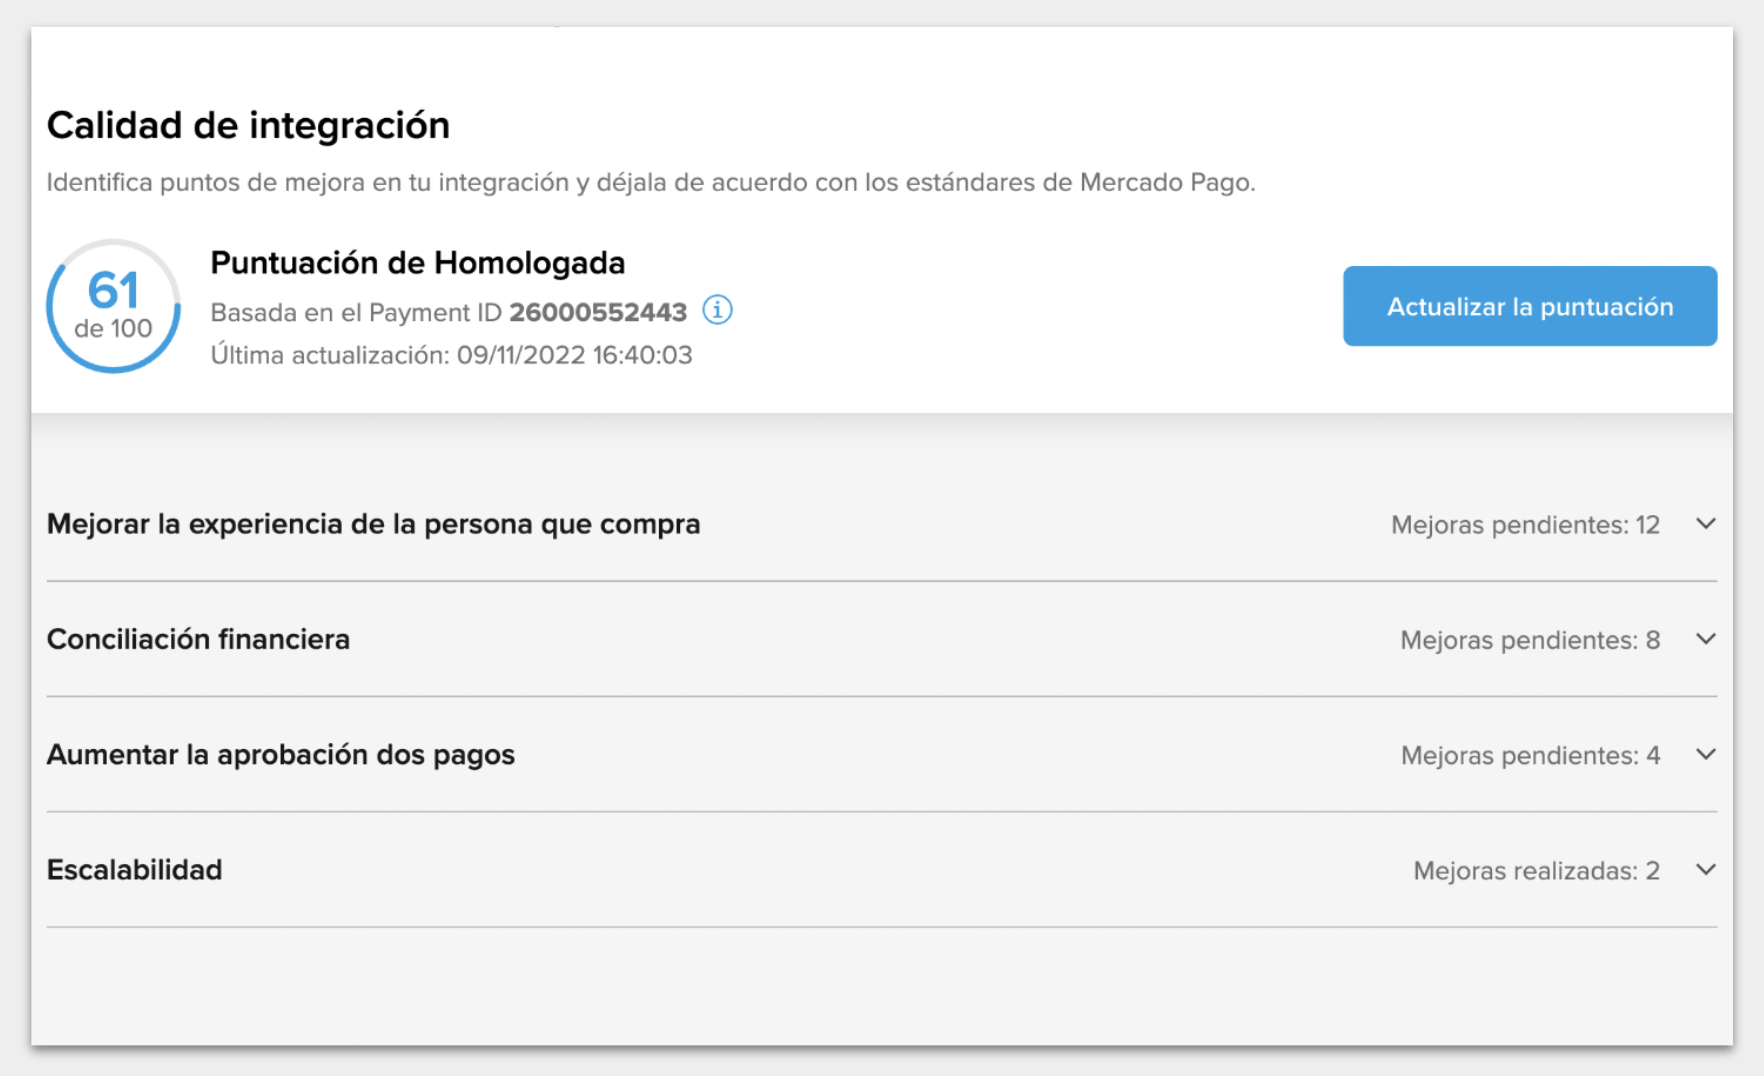 Calidad de integración
Identifica puntos de mejora en tu integración y déjala de acuerdo con los estándares de Mercado Pago.
61
de 100
Puntuación de Homologada
Basada en el Payment ID 26000552443
Última actualización: 09/11/2022 16:40:03
Actualizar la puntuación
Mejorar la experiencia de la persona que compra
Mejoras pendientes: 12
Conciliación financiera
Mejoras pendientes: 8
Aumentar la aprobación dos pagos
Mejoras pendientes: 4
Escalabilidad
Mejoras realizadas: 2